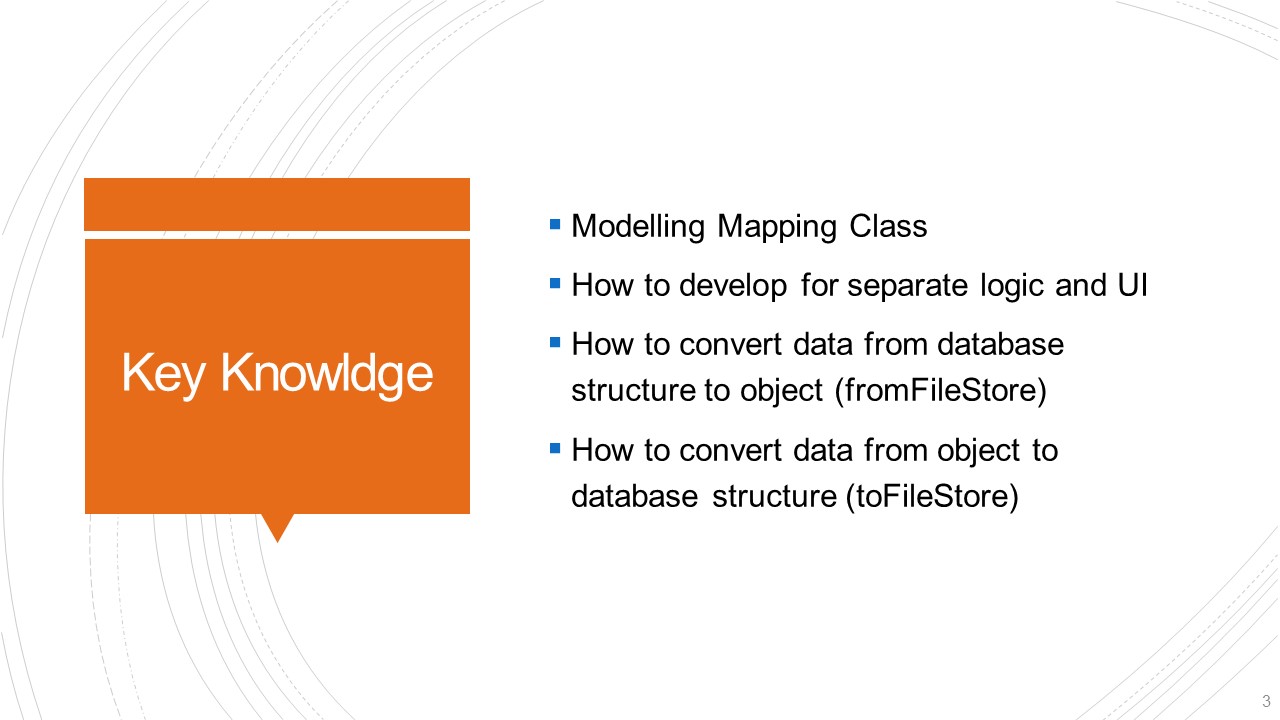 Key Knowldge
Modelling Mapping Class
How to develop for separate logic and UI
How to convert data from database
structure to object (fromFileStore)
How to convert data from object to
database structure (toFileStore)
3